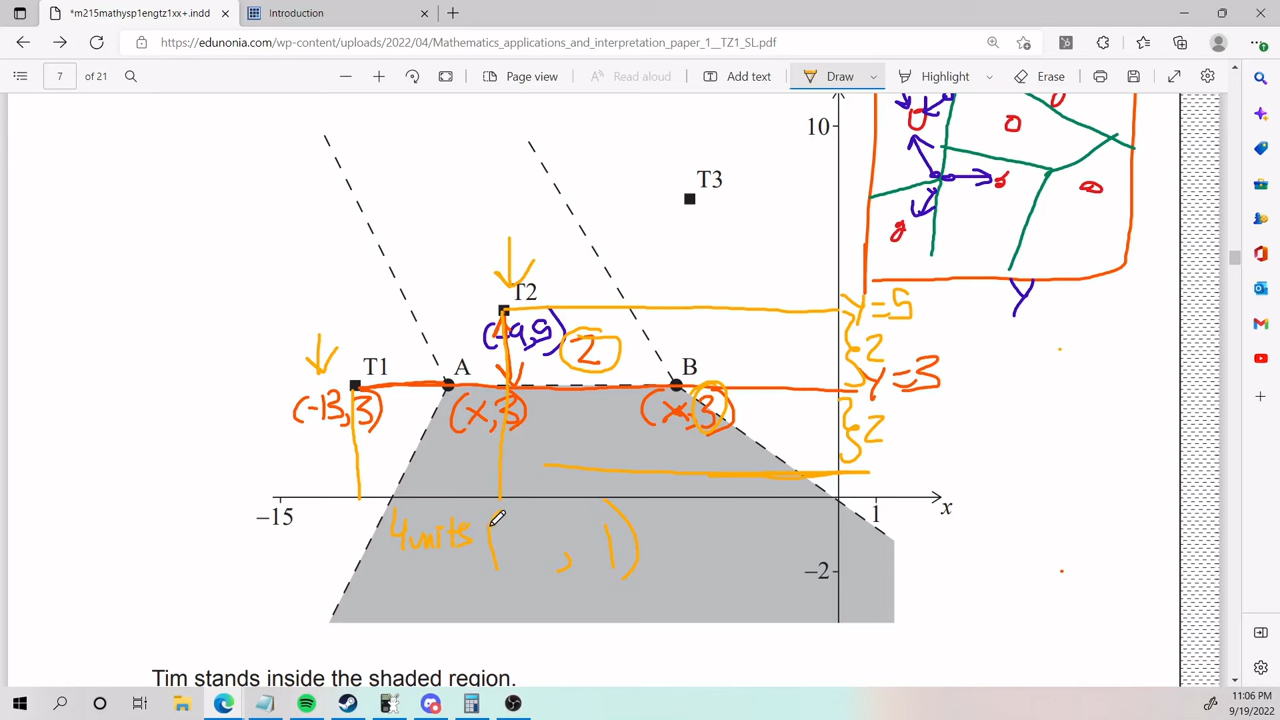 *m215mathysp1engtz1xx+.indd
Introduction
https://edunonia.com/wp-content/uploads/2022/04/Mathematics_applications_and_interpretation_paper_1__TZ1_SL.pdf
7 of 21
Page view
Read aloud
Add text
Draw
Highlight
Erase
10
T3
T2
y=5
(-9,5)
2
2
T1
A
B
y=3
(-13,3)
(x,3)
(x,3)
2
-15
1
x
4units
, 1)
-2
Y
Tim stands inside the shaded region.
11:06 PM
9/19/2022